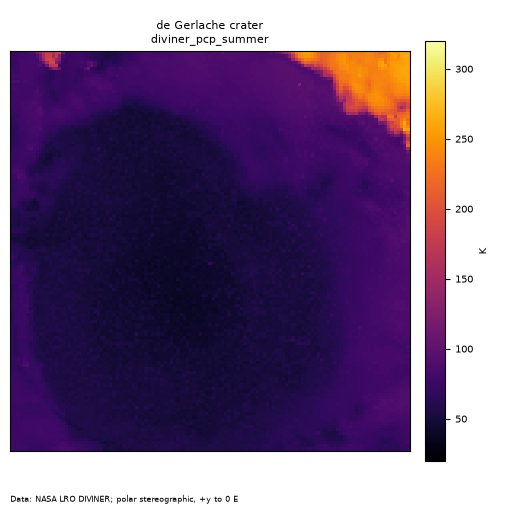 de Gerlache crater
diviner_pcp_summer
300
250
200
150
100
50
K
Data: NASA LRO DIVINER; polar stereographic, +y to 0 E